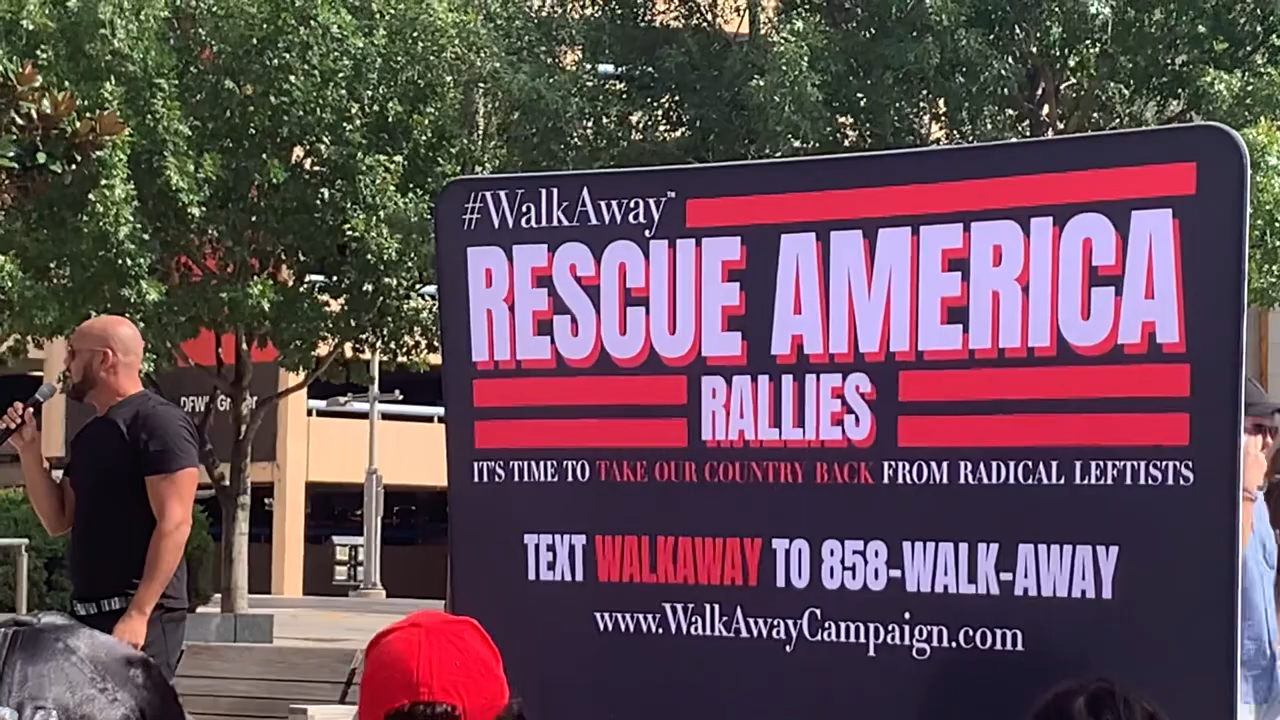 #WalkAway™
RESCUE AMERICA
RALLIES
IT'S TIME TO TAKE OUR COUNTRY BACK FROM RADICAL LEFTISTS
TEXT WALKAWAY TO 858-WALK-AWAY
www.WalkAwayCampaign.com
DFW